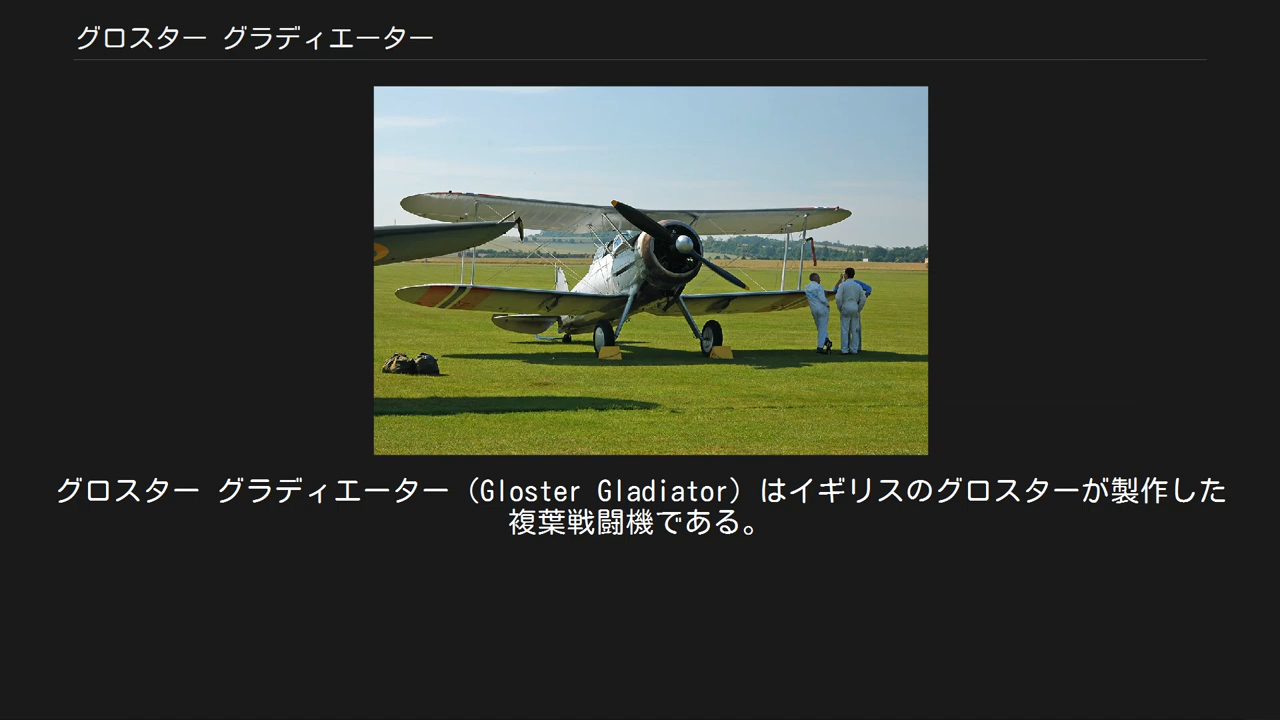 グロスター グラディエーター
グロスター グラディエーター（Gloster Gladiator）はイギリスのグロスターが製作した
複葉戦闘機である。